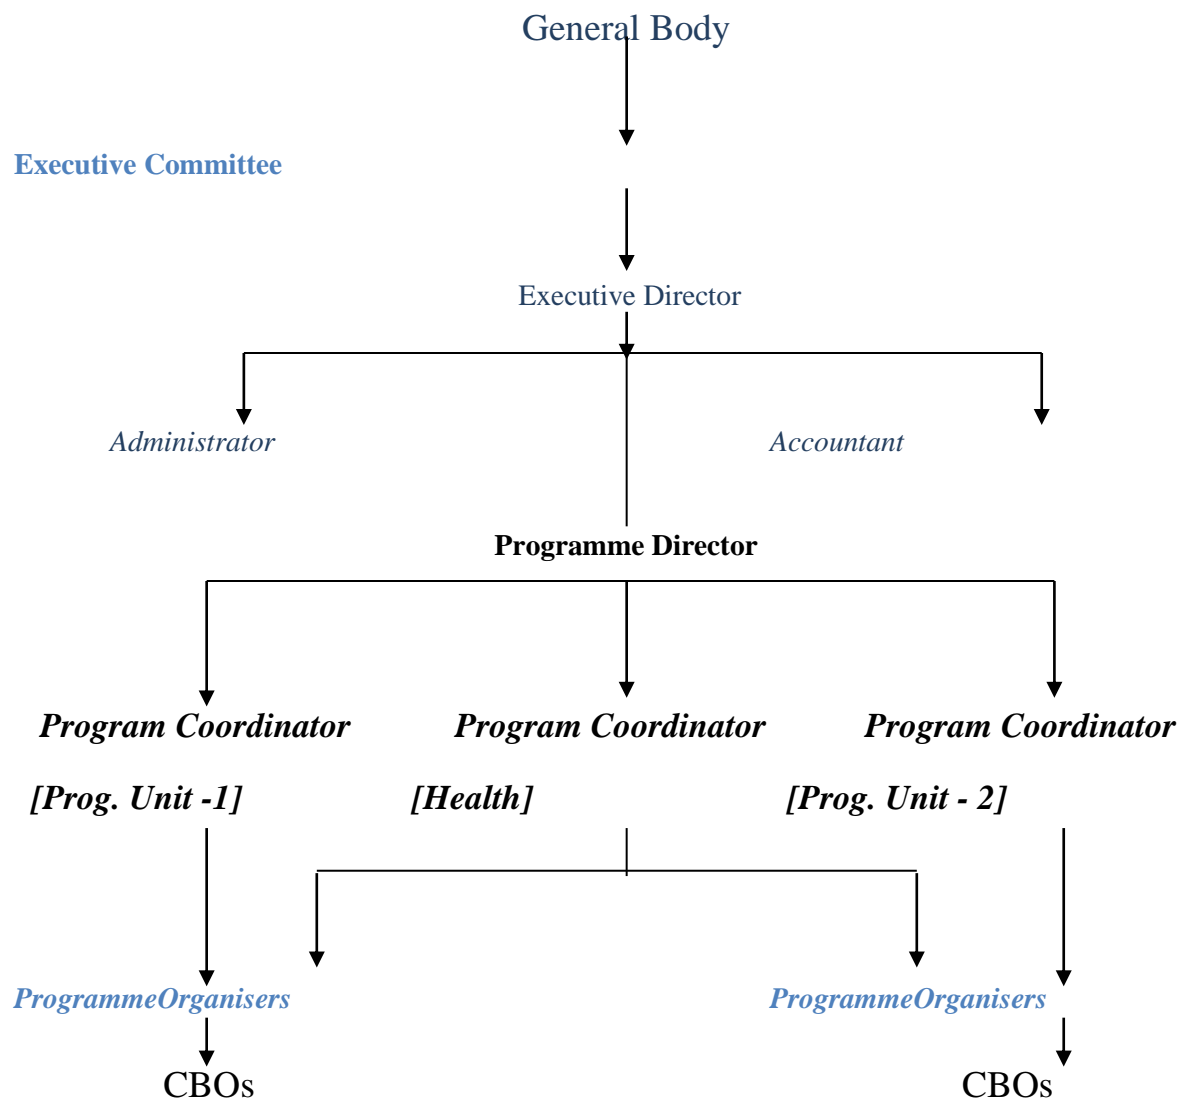 General Body
Executive Committee
Executive Director
Administrator Accountant
Programme Director
Program Coordinator Program Coordinator Program Coordinator
[Prog. Unit -1] [Health] [Prog. Unit - 2]
ProgrammeOrganisers ProgrammeOrganisers
CBOs CBOs